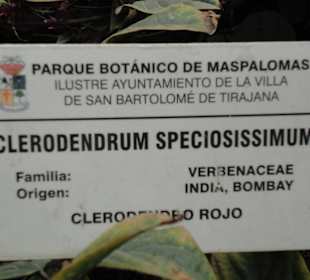 PARQUE BOTÁNICO DE MASPALOMAS
ILUSTRE AYUNTAMIENTO DE LA VILLA
DE SAN BARTOLOMÉ DE TIRAJANA
CLERODENDRUM SPECIOSISSIMUM
Familia: VERBENACEAE
Origen: INDIA, BOMBAY
CLERODENDRO ROJO